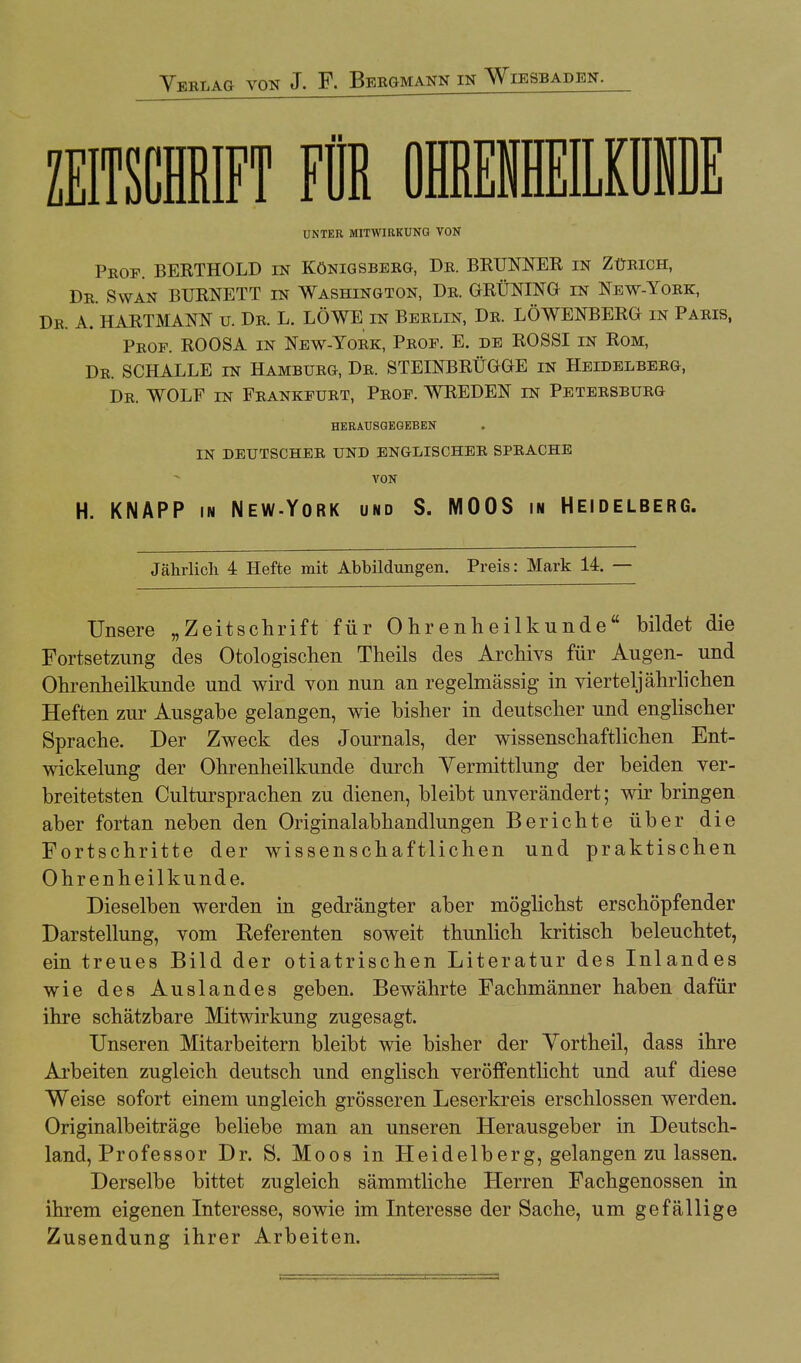 VERLAG VON J. F. BERGMANN IN WIESBADEN.
ZEITSCHRIFT FÜR OHRENHEILKUNDE
UNTER MITWIRKUNG VON
PROF. BERTHOLD IN KÖNIGSBERG, DR. BRUNNER IN ZÜRICH,
DR. SWAN BURNETT IN WASHINGTON, DR. GRÜNING IN NEW-YORK,
DR. A. HARTMANN U. DR. L. LÖWE IN BERLIN, DR. LÖWENBERG IN PARIS,
PROF. ROOSA IN NEW-YORK, PROF. E. DE ROSSI IN ROM,
DR. SCHALLE IN HAMBURG, DR. STEINBRÜGGE IN HEIDELBERG,
DR. WOLF IN FRANKFURT, PROF. WREDEN IN PETERSBURG
HERAUSGEGEBEN
IN DEUTSCHER UND ENGLISCHER SPRACHE
VON
H. KNAPP IN NEW-YORK UND S. MOOS IN HEIDELBERG.
Jährlich 4 Hefte mit Abbildungen. Preis: Mark 14. —
Unsere „Zeitschrift für Ohrenheilkunde“ bildet die
Fortsetzung des Otologischen Theils des Archivs für Augen- und
Ohrenheilkunde und wird von nun an regelmässig in vierteljährlichen
Heften zur Ausgabe gelangen, wie bisher in deutscher und englischer
Sprache. Der Zweck des Journals, der wissenschaftlichen Ent-
wickelung der Ohrenheilkunde durch Vermittlung der beiden ver-
breitetsten Cultursprachen zu dienen, bleibt unverändert; wir bringen
aber fortan neben den Originalabhandlungen Berichte über die
Fortschritte der wissenschaftlichen und praktischen
Ohrenheilkunde.
Dieselben werden in gedrängter aber möglichst erschöpfender
Darstellung, vom Referenten soweit thunlich kritisch beleuchtet,
ein treues Bild der otiatrischen Literatur des Inlandes
wie des Auslandes geben. Bewährte Fachmänner haben dafür
ihre schätzbare Mitwirkung zugesagt.
Unseren Mitarbeitern bleibt wie bisher der Vortheil, dass ihre
Arbeiten zugleich deutsch und englisch veröffentlicht und auf diese
Weise sofort einem ungleich grösseren Leserkreis erschlossen werden.
Originalbeiträge beliebe man an unseren Herausgeber in Deutsch-
land, Professor Dr. S. Moos in Heidelberg, gelangen zu lassen.
Derselbe bittet zugleich sämmtliche Herren Fachgenossen in
ihrem eigenen Interesse, sowie im Interesse der Sache, um gefällige
Zusendung ihrer Arbeiten.